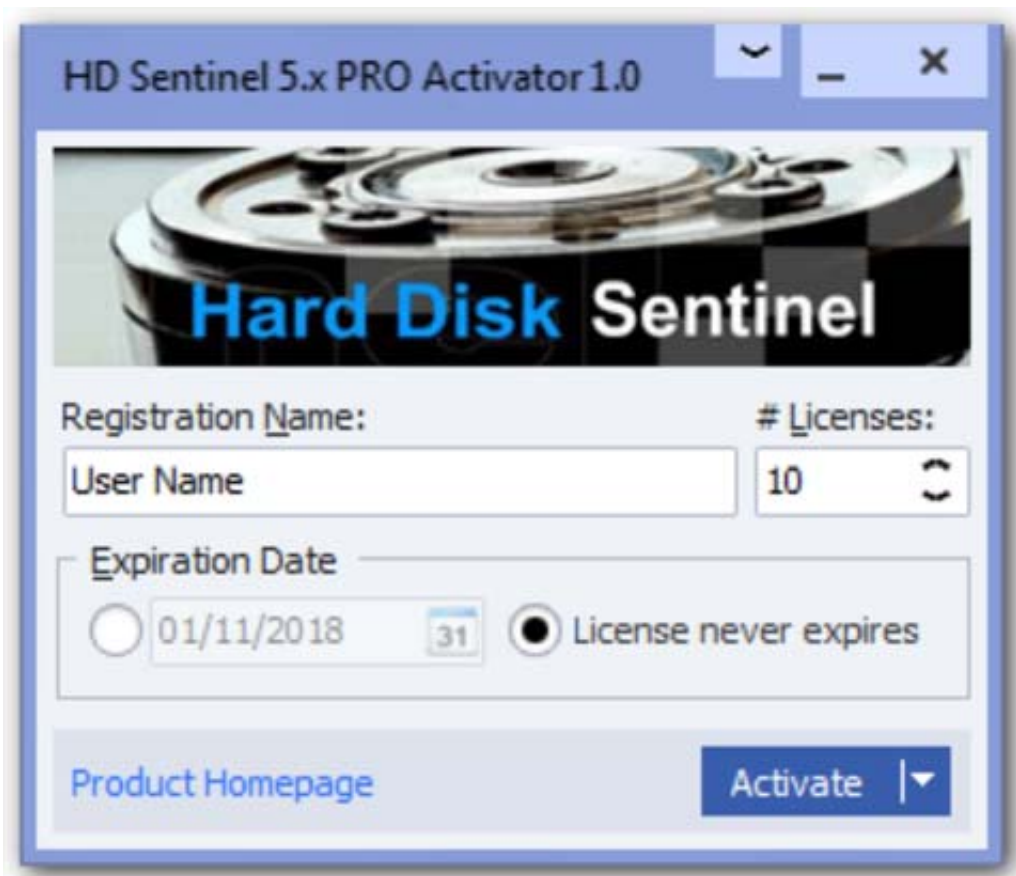 HD Sentinel 5.x PRO Activator 1.0
Hard Disk Sentinel
Registration Name: # Licenses:
User Name 10
Expiration Date
01/11/2018 31 License never expires
Product Homepage Activate